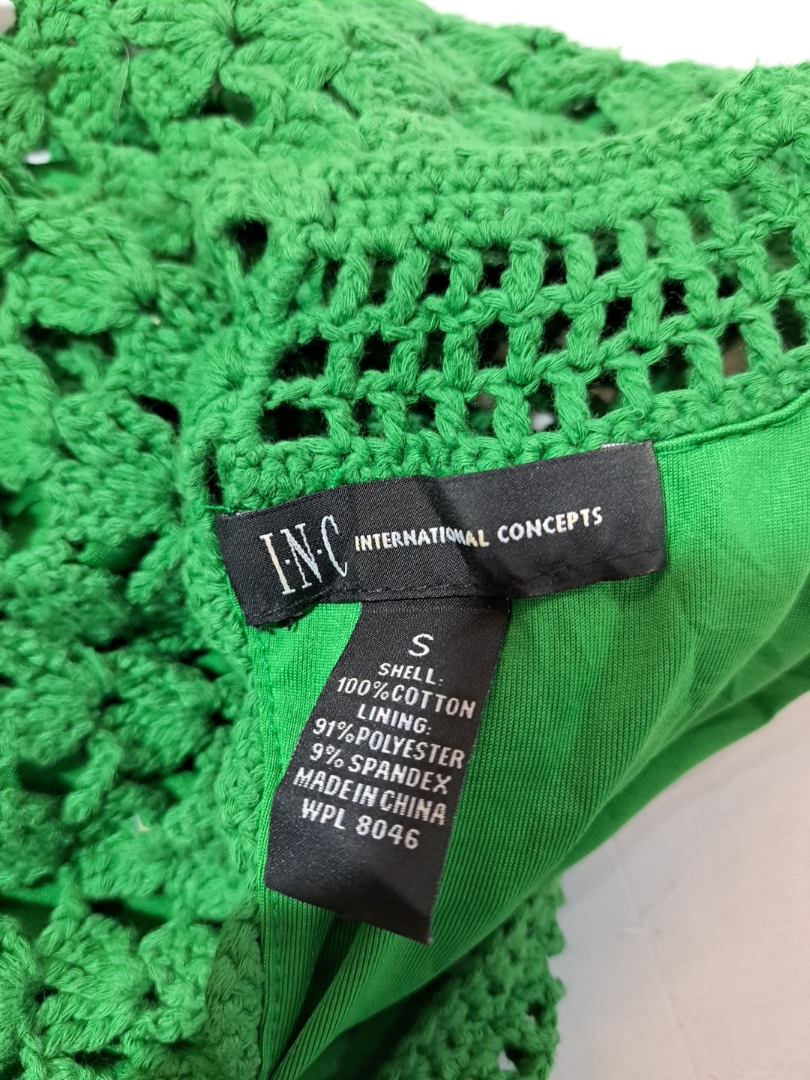 I·N·C INTERNATIONAL CONCEPTS
S
SHELL:
100%COTTON
LINING:
91%POLYESTER
9% SPANDEX
MADE IN CHINA
WPL 8046